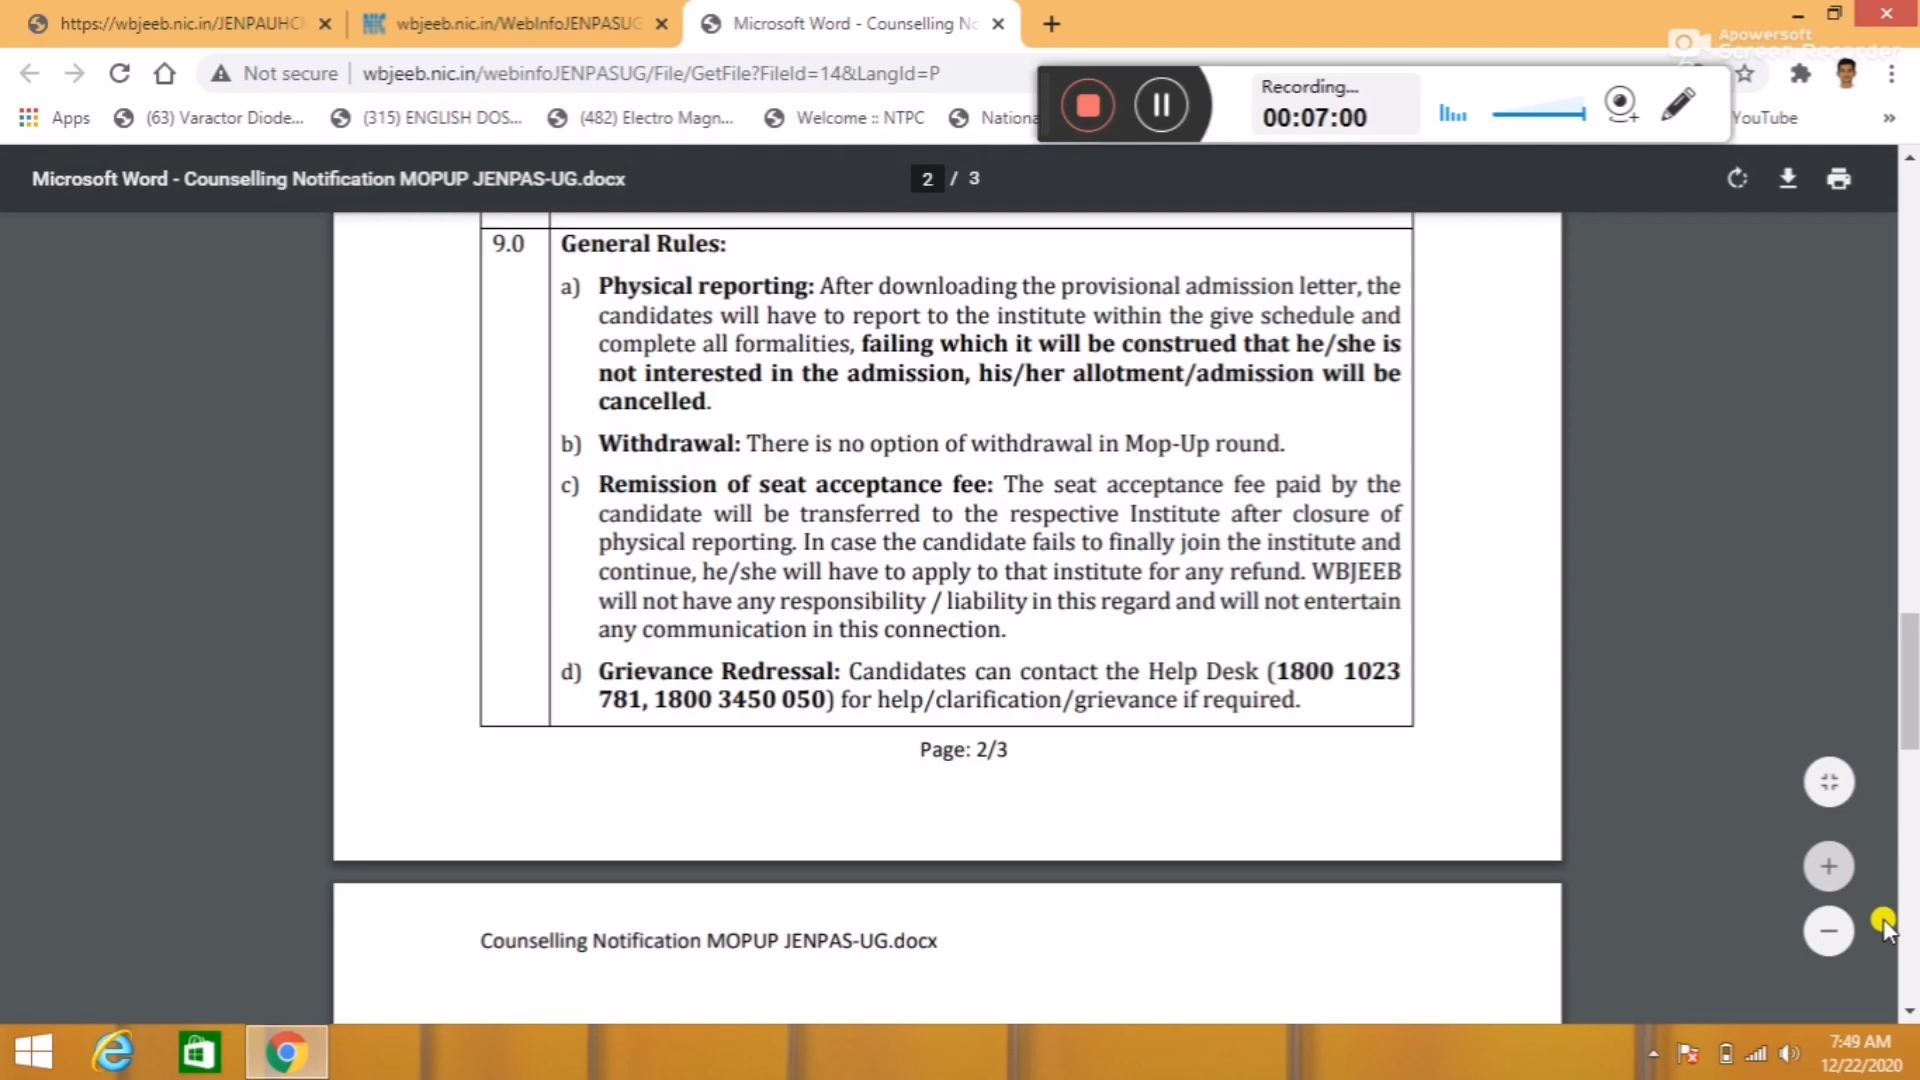 https://wbjeeb.nic.in/JENPAUHC
wbjeeb.nic.in/WebInfoJENPASUG
Microsoft Word - Counselling No
Apowersoft
Screen Recorder
Not secure
wbjeeb.nic.in/webinfoJENPASUG/File/GetFile?FileId=14&LangId=P
Recording...
00:07:00
Apps
(63) Varactor Diode...
(315) ENGLISH DOS...
(482) Electro Magn...
Welcome :: NTPC
Nationa
YouTube
»
Microsoft Word - Counselling Notification MOPUP JENPAS-UG.docx
2 / 3
9.0 General Rules:
a) Physical reporting: After downloading the provisional admission letter, the
candidates will have to report to the institute within the give schedule and
complete all formalities, failing which it will be construed that he/she is
not interested in the admission, his/her allotment/admission will be
cancelled.
b) Withdrawal: There is no option of withdrawal in Mop-Up round.
c) Remission of seat acceptance fee: The seat acceptance fee paid by the
candidate will be transferred to the respective Institute after closure of
physical reporting. In case the candidate fails to finally join the institute and
continue, he/she will have to apply to that institute for any refund. WBJEEB
will not have any responsibility / liability in this regard and will not entertain
any communication in this connection.
d) Grievance Redressal: Candidates can contact the Help Desk (1800 1023
781, 1800 3450 050) for help/clarification/grievance if required.
Page: 2/3
Counselling Notification MOPUP JENPAS-UG.docx
7:49 AM
12/22/2020